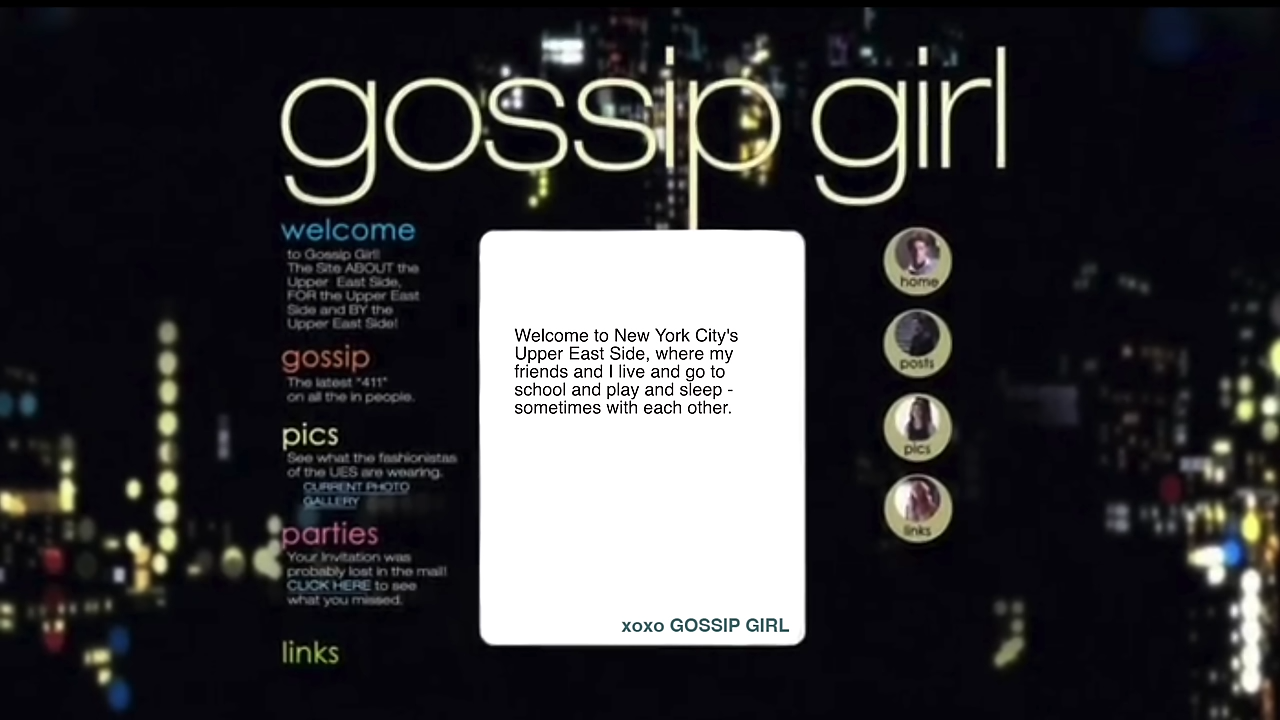 gossip girl
welcome
to Gossip Girl!
The Site ABOUT the
Upper East Side,
FOR the Upper East
Side and BY the
Upper East Side!
gossip
The latest "411"
on all the in people.
pics
See what the fashionistas
of the UES are wearing.
CURRENT PHOTO
GALLERY
parties
Your Invitation was
probably lost in the mail!
CLICK HERE to see
what you missed.
links
Welcome to New York City's
Upper East Side, where my
friends and I live and go to
school and play and sleep -
sometimes with each other.
xoxo GOSSIP GIRL
home
posts
pics
links